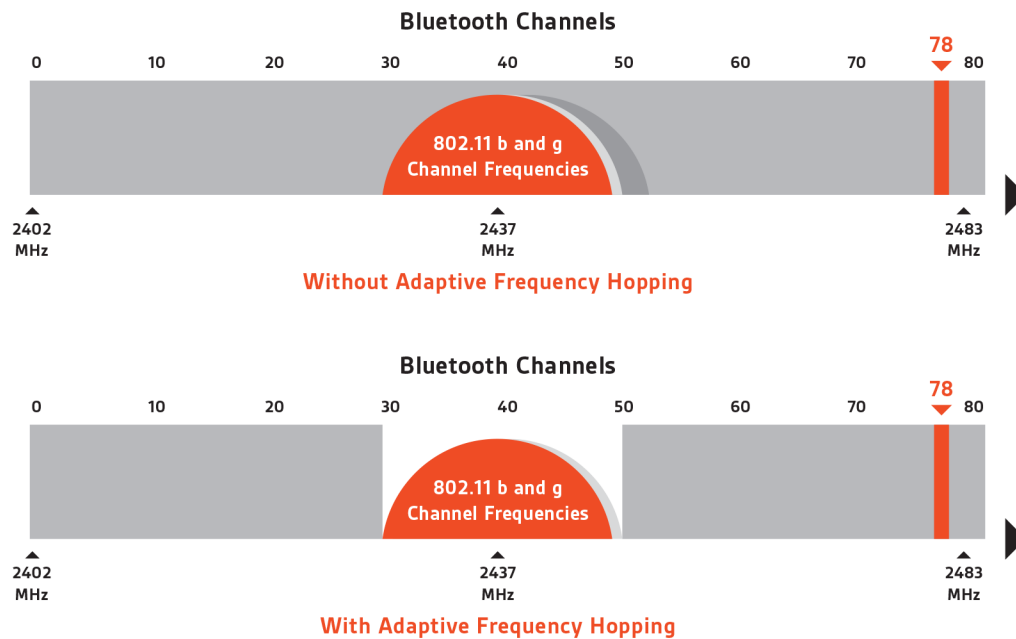 Bluetooth Channels
78
0 10 20 30 40 50 60 70 80
802.11 b and g
Channel Frequencies
2402 2437 2483
MHz MHz MHz
Without Adaptive Frequency Hopping
Bluetooth Channels
78
0 10 20 30 40 50 60 70 80
802.11 b and g
Channel Frequencies
2402 2437 2483
MHz MHz MHz
With Adaptive Frequency Hopping